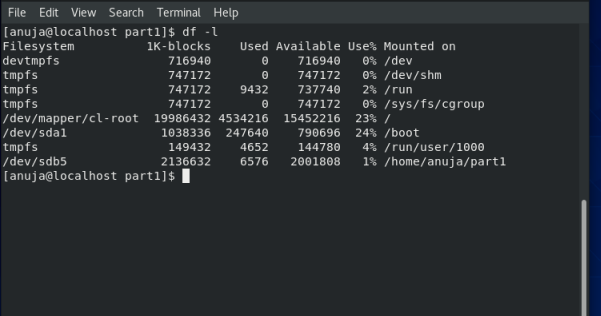 File Edit View Search Terminal Help
[anuja@localhost part1]$ df -l
Filesystem 1K-blocks Used Available Use% Mounted on
devtmpfs 716940 0 716940 0% /dev
tmpfs 747172 0 747172 0% /dev/shm
tmpfs 747172 9432 737740 2% /run
tmpfs 747172 0 747172 0% /sys/fs/cgroup
/dev/mapper/cl-root 19986432 4534216 15452216 23% /
/dev/sda1 1038336 247640 790696 24% /boot
tmpfs 149432 4652 144780 4% /run/user/1000
/dev/sdb5 2136632 6576 2001808 1% /home/anuja/part1
[anuja@localhost part1]$